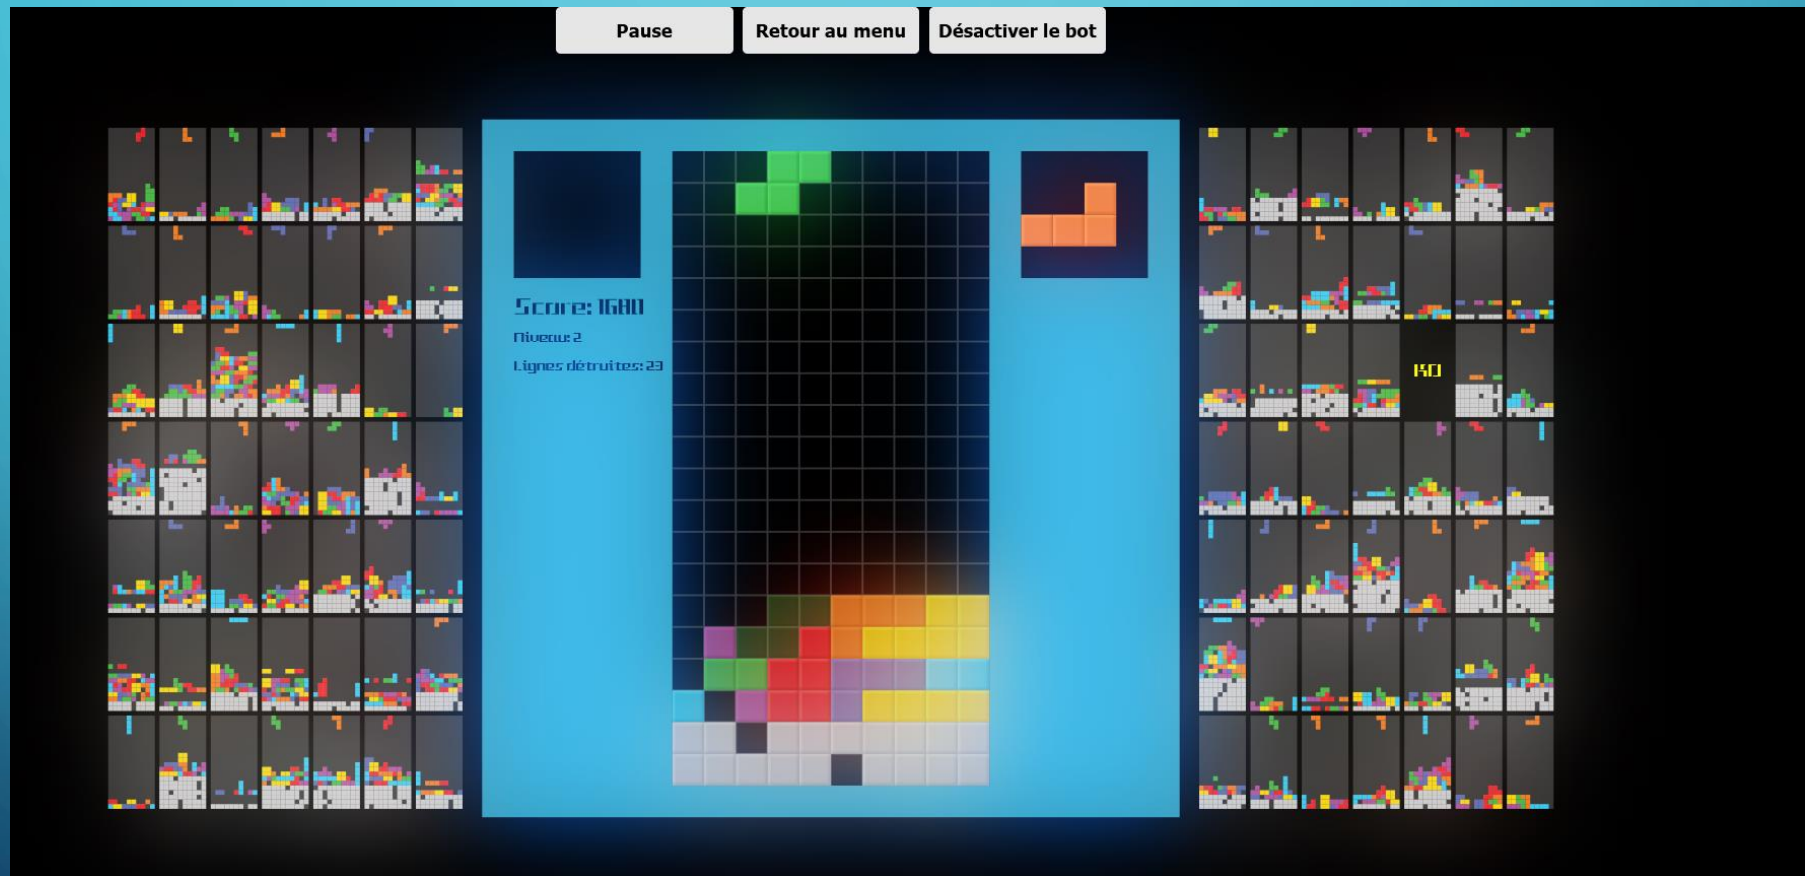 Pause
Retour au menu
Désactiver le bot
Score: 1680
Niveau: 2
Lignes détruites: 23
KO